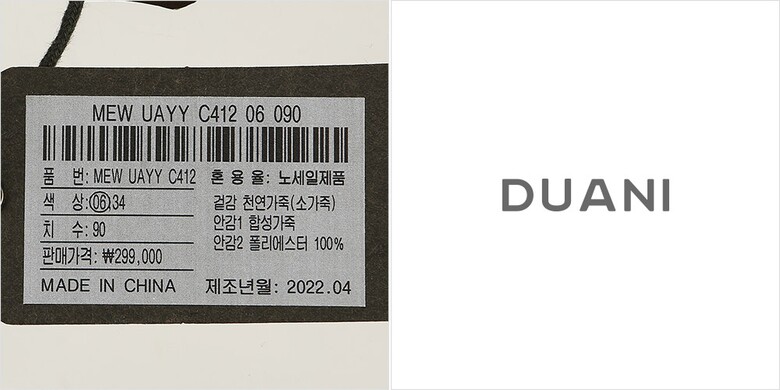 MEW UAYY C412 06 090
품 번: MEW UAYY C412
색 상: 06, 34
치 수: 90
판매가격: ₩299,000
MADE IN CHINA
혼 용 율: 노세일제품
겉감 천연가죽(소가죽)
안감1 합성가죽
안감2 폴리에스터 100%
제조년월: 2022.04
DUANI